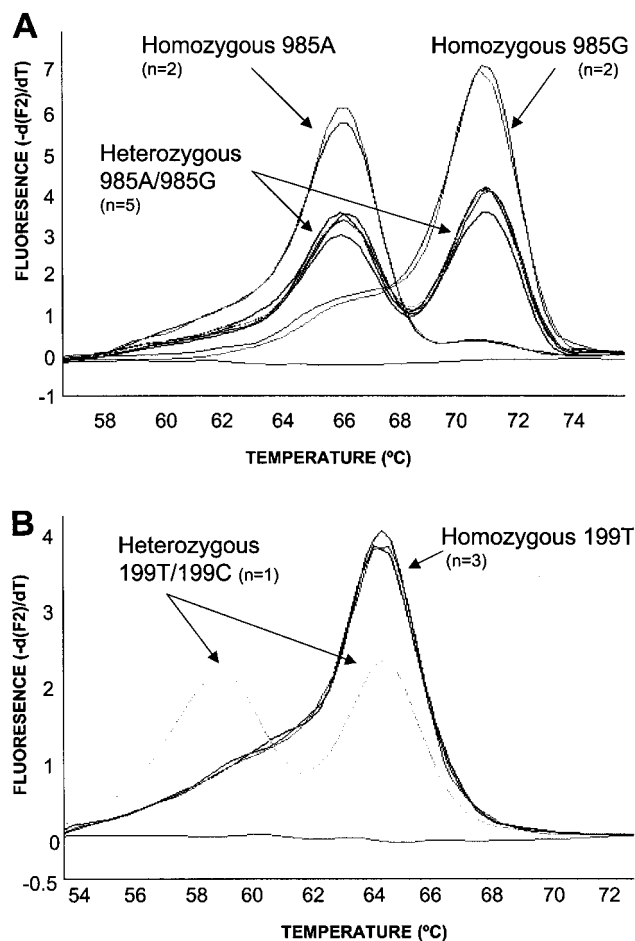 A
Homozygous 985A
(n=2)
Homozygous 985G
(n=2)
Heterozygous
985A/985G
(n=5)
FLUORESENCE (-d(F2)/dT)
7
6
5
4
3
2
1
0
-1
58 60 62 64 66 68 70 72 74
TEMPERATURE (ºC)
B
Heterozygous
199T/199C (n=1)
Homozygous 199T
(n=3)
FLUORESENCE (-d(F2)/dT)
4
3
2
1
0
-0.5
54 56 58 60 62 64 66 68 70 72
TEMPERATURE (ºC)